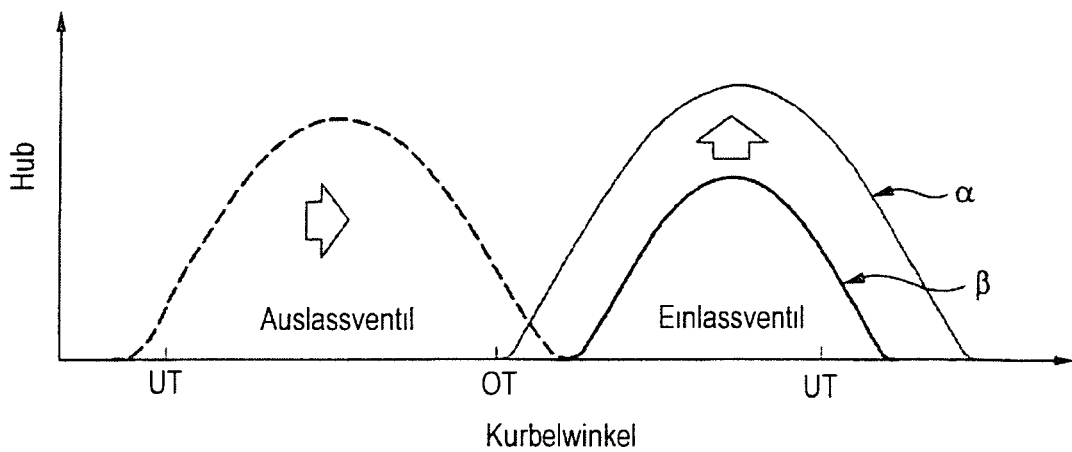 Hub
α
β
Auslassventil
Einlassventil
UT
OT
UT
Kurbelwinkel